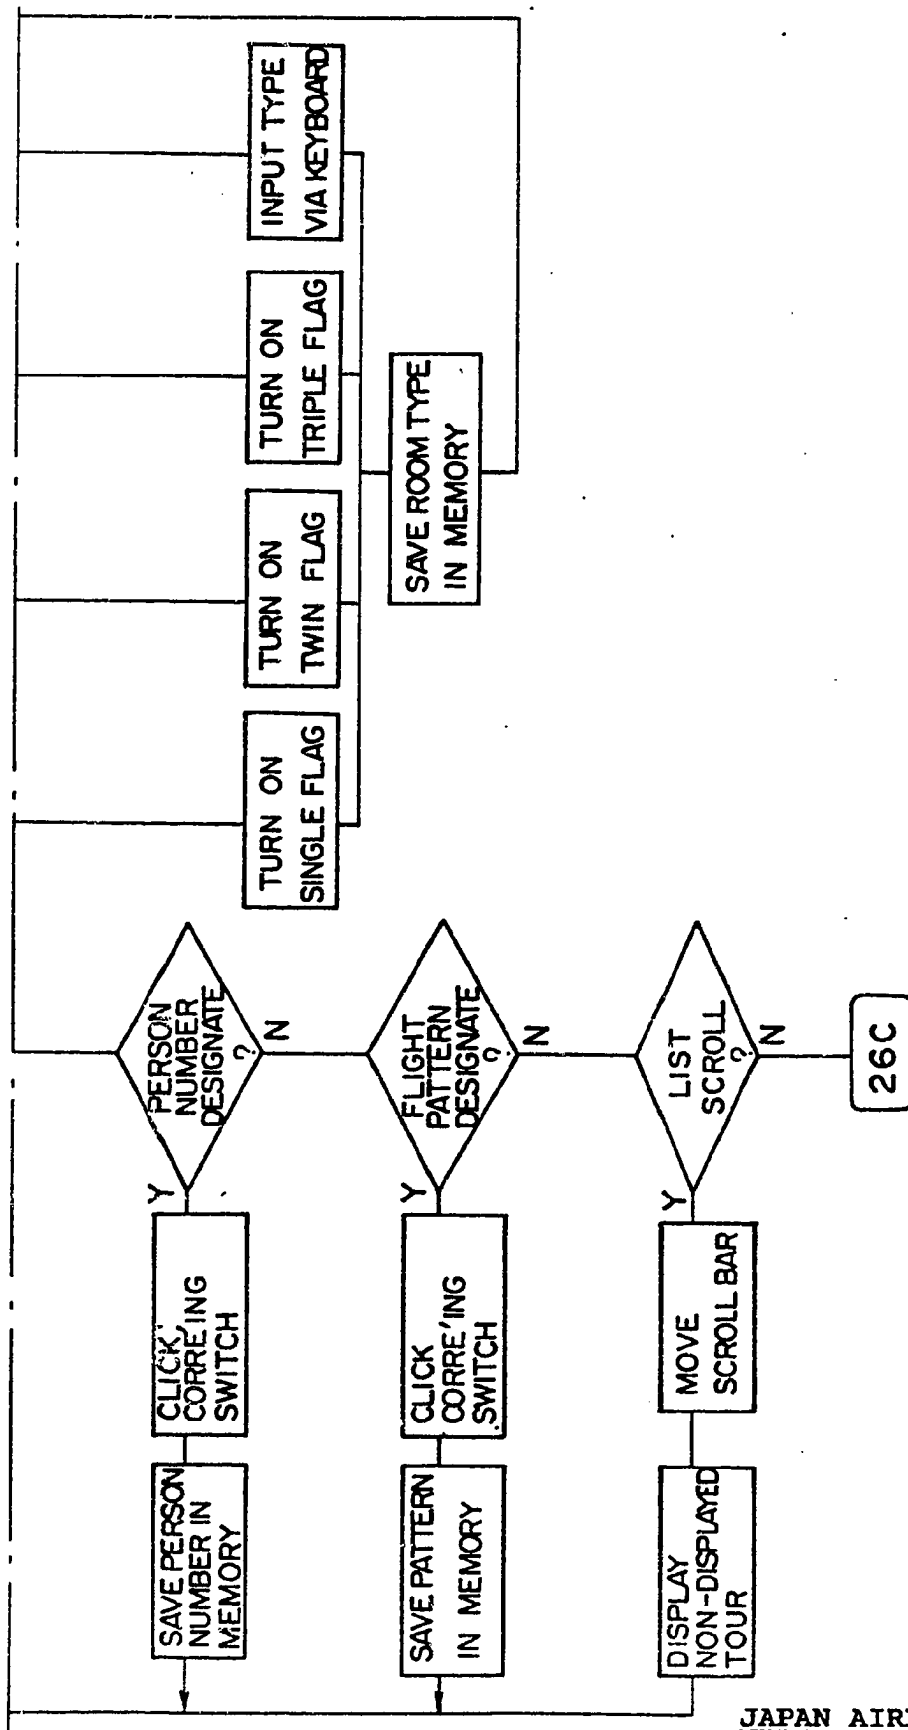 INPUT TYPE
VIA KEYBOARD
TURN ON
TRIPLE FLAG
TURN ON
TWIN FLAG
TURN ON
SINGLE FLAG
SAVE ROOM TYPE
IN MEMORY
PERSON
NUMBER
DESIGNATE
?
N
Y
CLICK
CORRE'ING
SWITCH
SAVE PERSON
NUMBER IN
MEMORY
FLIGHT
PATTERN
DESIGNATE
?
N
Y
CLICK
CORRE'ING
SWITCH
SAVE PATTERN
IN MEMORY
LIST
SCROLL
?
N
Y
MOVE
SCROLL BAR
DISPLAY
NON-DISPLAYED
TOUR
26C
JAPAN